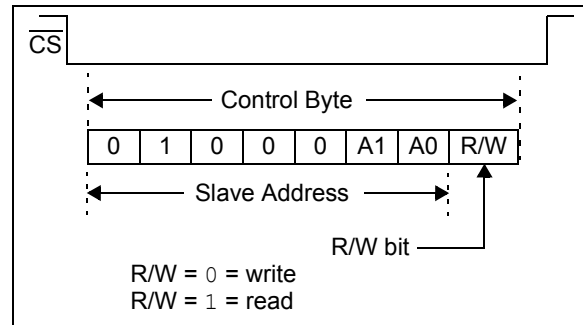 CS
Control Byte
0 1 0 0 0 A1 A0 R/W
Slave Address
R/W bit
R/W = 0 = write
R/W = 1 = read